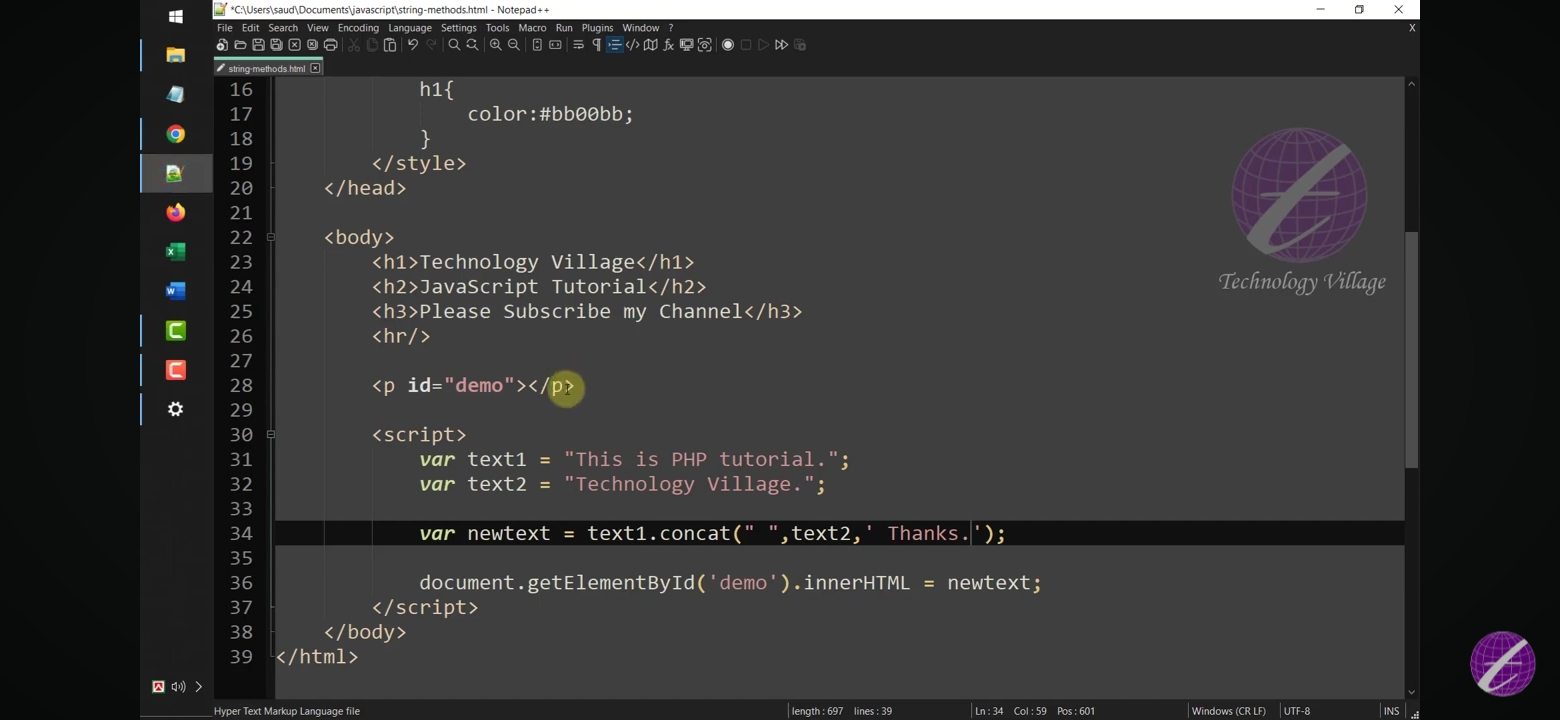 *C:\Users\saud\Documents\javascript\string-methods.html - Notepad++
File Edit Search View Encoding Language Settings Tools Macro Run Plugins Window ? X
string-methods.html
16 h1{
17 color:#bb00bb;
18 }
19 </style>
20 </head>
21
22 <body>
23 <h1>Technology Village</h1>
24 <h2>JavaScript Tutorial</h2>
25 <h3>Please Subscribe my Channel</h3>
26 <hr/>
27
28 <p id="demo"></p>
29
30 <script>
31 var text1 = "This is PHP tutorial.";
32 var text2 = "Technology Village.";
33
34 var newtext = text1.concat(" ",text2,' Thanks.');
35
36 document.getElementById('demo').innerHTML = newtext;
37 </script>
38 </body>
39 </html>
Technology Village
Hyper Text Markup Language file length : 697 lines : 39 Ln : 34 Col : 59 Pos : 601 Windows (CR LF) UTF-8 INS